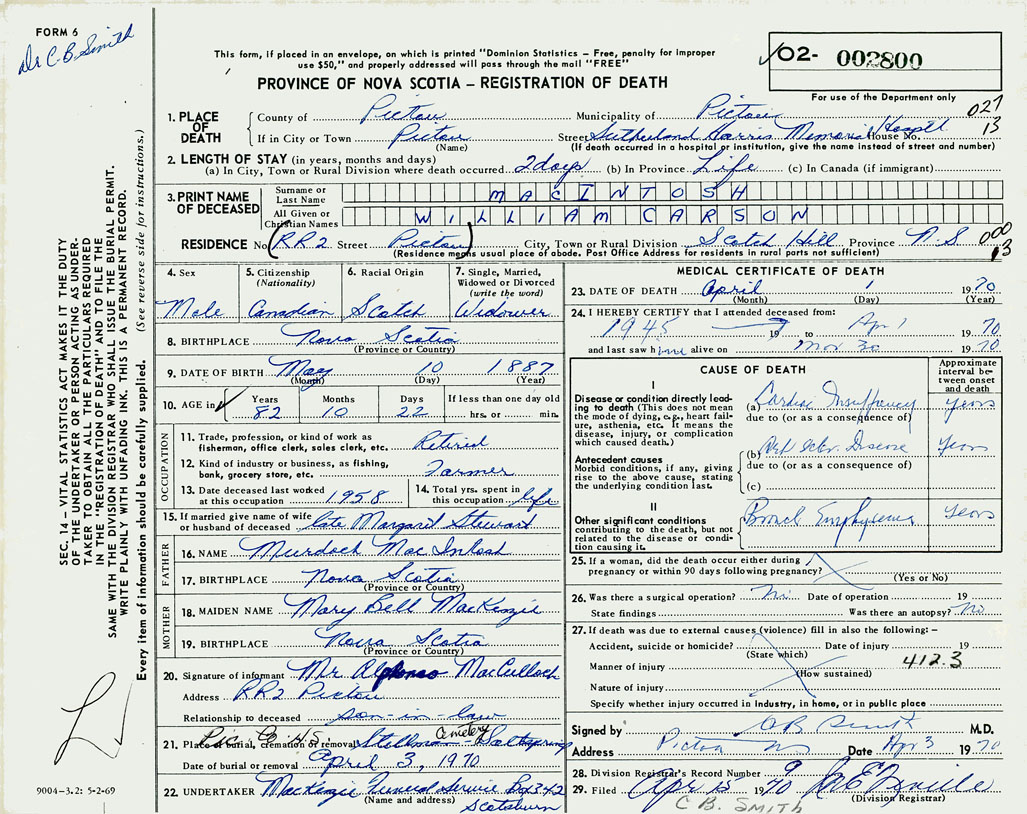 FORM 6
Dr C. B. Smith
This form, if placed in an envelope, on which is printed "Dominion Statistics – Free, penalty for improper
use $50," and properly addressed will pass through the mail "FREE"
PROVINCE OF NOVA SCOTIA – REGISTRATION OF DEATH
02- 002800
For use of the Department only
027
13
1. PLACE OF DEATH
County of Pictou Municipality of Pictou
If in City or Town Pictou Street Sutherland Harris Memorial Hospital House No.
(Name) (If death occurred in a hospital or institution, give the name instead of street and number)
2. LENGTH OF STAY (in years, months and days)
(a) In City, Town or Rural Division where death occurred 2 days (b) In Province Life (c) In Canada (if immigrant)
3. PRINT NAME OF DECEASED
Surname or Last Name MACINTOSH
All Given or Christian Names WILLIAM CARSON
RESIDENCE No. (RR2 Street Pictou) City, Town or Rural Division Scotch Hill Province N.S. 000
13
(Residence means usual place of abode. Post Office Address for residents in rural parts not sufficient)
4. Sex
Male
5. Citizenship
(Nationality)
Canadian
6. Racial Origin
Scotch
7. Single, Married,
Widowed or Divorced
(write the word)
Widower
8. BIRTHPLACE Nova Scotia
(Province or Country)
9. DATE OF BIRTH May 10 1887
(Month) (Day) (Year)
10. AGE in Years Months Days If less than one day old
82 10 22 hrs. or min.
OCCUPATION
11. Trade, profession, or kind of work as
fisherman, office clerk, sales clerk, etc. Retired
12. Kind of industry or business, as fishing,
bank, grocery store, etc. Farmer
13. Date deceased last worked
at this occupation 1958
14. Total yrs. spent in
this occupation life
15. If married give name of wife
or husband of deceased late Margaret Stewart
FATHER
16. NAME Murdoch MacIntosh
17. BIRTHPLACE Nova Scotia
(Province or Country)
MOTHER
18. MAIDEN NAME Mary Bell MacKenzie
19. BIRTHPLACE Nova Scotia
(Province or Country)
20. Signature of informant Mr. Alphonso MacCulloch
Address RR2 Pictou
Relationship to deceased son-in-law
21. Place of burial, cremation or removal Cemetery
Date of burial or removal April 3, 1970
22. UNDERTAKER MacKenzie Funeral Service Box 342
(Name and address) Scotsburn
MEDICAL CERTIFICATE OF DEATH
23. DATE OF DEATH April 1 1970
(Month) (Day) (Year)
24. I HEREBY CERTIFY that I attended deceased from:
1945 19 to Apr 1 1970
and last saw him alive on Mar 30 1970
CAUSE OF DEATH
Approximate
interval be-
tween onset
and death
I
Disease or condition directly lead-
ing to death (This does not mean
the mode of dying, e.g., heart fail-
ure, asthenia, etc. It means the
disease, injury, or complication
which caused death.)
(a) Cardiac Insufficiency Years
due to (or as a consequence of)
(b) Art Scler. Disease Years
due to (or as a consequence of)
Antecedent causes
Morbid conditions, if any, giving
rise to the above cause, stating
the underlying condition last.
(c)
II
Other significant conditions
contributing to the death, but not
related to the disease or condi-
tion causing it.
Bronch Emphysema Years
25. If a woman, did the death occur either during
pregnancy or within 90 days following pregnancy?
(Yes or No)
26. Was there a surgical operation? No Date of operation 19
State findings Was there an autopsy? No
27. If death was due to external causes (violence) fill in also the following: –
Accident, suicide or homicide? Date of injury 19
(State which)
412.3
Manner of injury
(How sustained)
Nature of injury
Specify whether injury occurred in industry, in home, or in public place
Signed by C B Smith M.D.
Address Pictou NS Date Apr 3 1970
28. Division Registrar's Record Number 9
29. Filed Apr 15 1970
(Division Registrar)
C B. SMITH
SEC. 14 – VITAL STATISTICS ACT MAKES IT THE DUTY
OF THE UNDERTAKER OR PERSON ACTING AS UNDER-
TAKER TO OBTAIN ALL THE PARTICULARS REQUIRED
IN THE "REGISTRATION OF DEATH" AND TO FILE THE
SAME WITH THE DIVISION REGISTRAR WHO SHALL ISSUE THE BURIAL PERMIT.
WRITE PLAINLY WITH UNFADING INK. THIS IS A PERMANENT RECORD.
Every item of information should be carefully supplied. (See reverse side for instructions.)
9004-3.2: 5-2-69